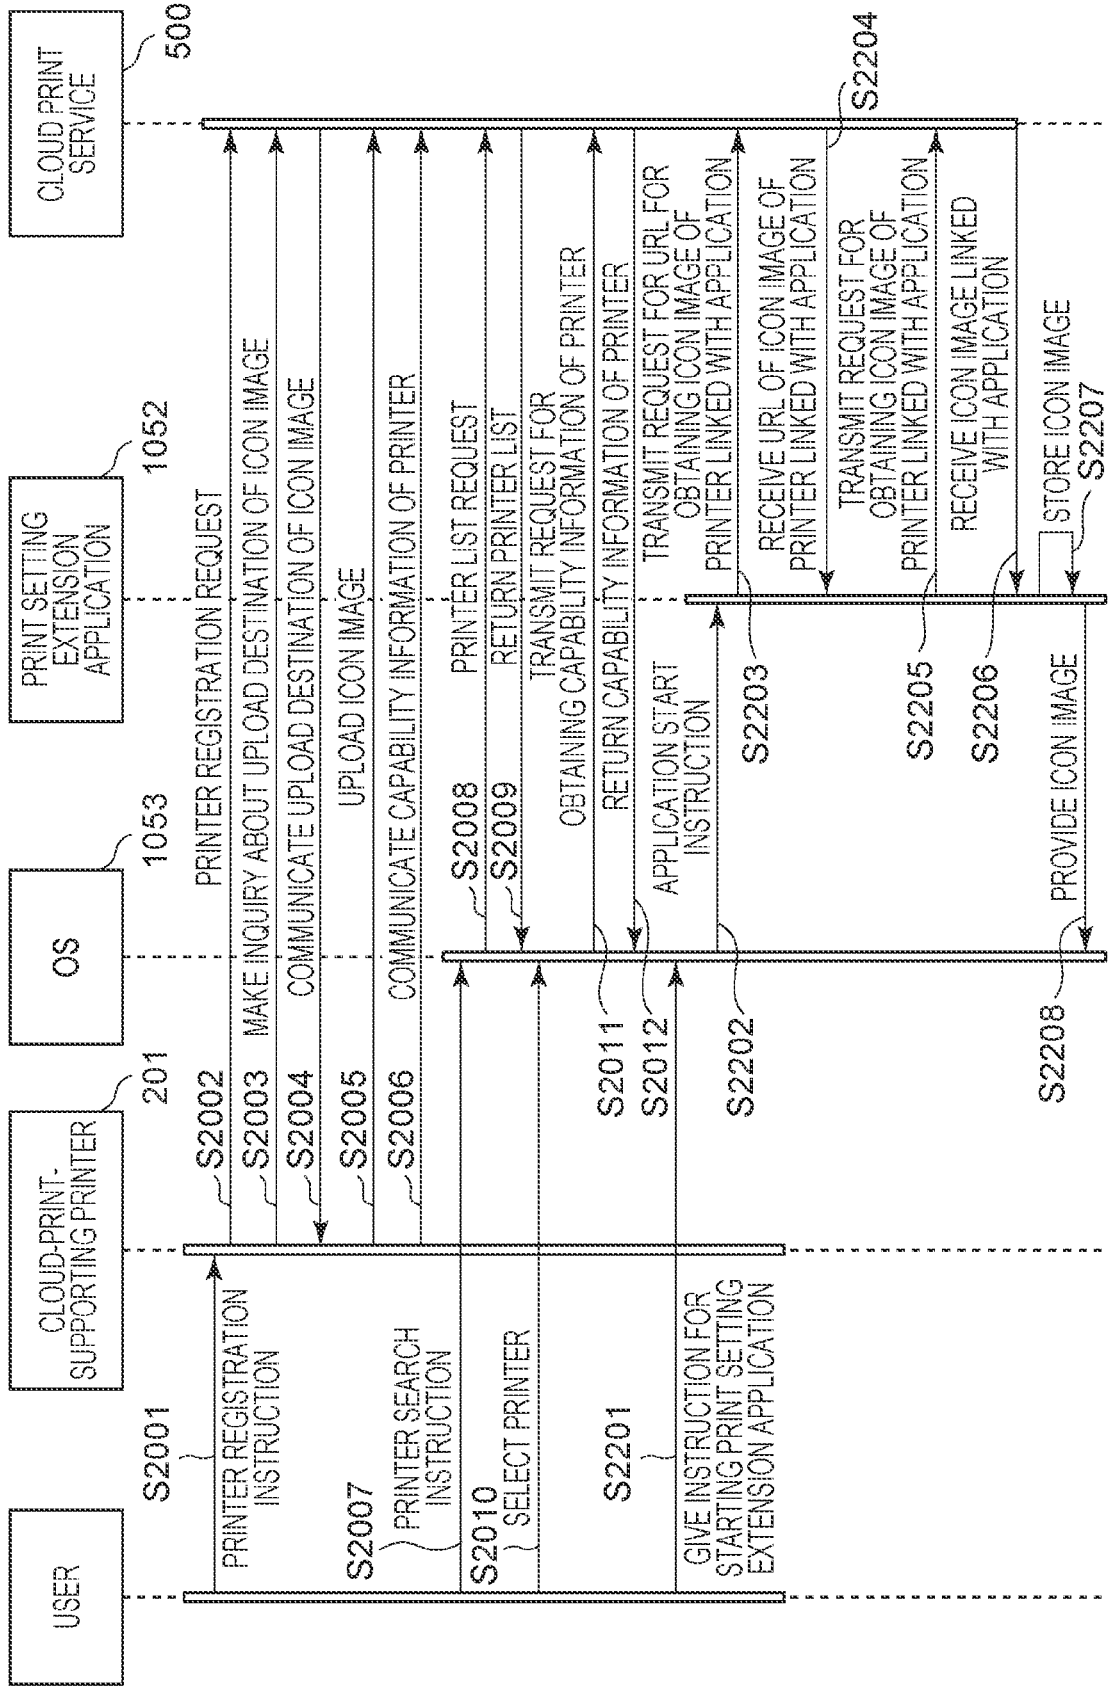 USER
CLOUD-PRINT-
SUPPORTING PRINTER
201
OS
1053
PRINT SETTING
EXTENSION
APPLICATION
1052
CLOUD PRINT
SERVICE
500
S2001
PRINTER REGISTRATION
INSTRUCTION
S2002
PRINTER REGISTRATION REQUEST
S2003
MAKE INQUIRY ABOUT UPLOAD DESTINATION OF ICON IMAGE
S2004
COMMUNICATE UPLOAD DESTINATION OF ICON IMAGE
S2005
UPLOAD ICON IMAGE
S2006
COMMUNICATE CAPABILITY INFORMATION OF PRINTER
S2007
PRINTER SEARCH
INSTRUCTION
S2008
PRINTER LIST REQUEST
S2009
RETURN PRINTER LIST
S2010
SELECT PRINTER
TRANSMIT REQUEST FOR
OBTAINING CAPABILITY INFORMATION OF PRINTER
S2011
RETURN CAPABILITY INFORMATION OF PRINTER
S2012
S2201
GIVE INSTRUCTION FOR
STARTING PRINT SETTING
EXTENSION APPLICATION
APPLICATION START
INSTRUCTION
S2202
TRANSMIT REQUEST FOR URL FOR
OBTAINING ICON IMAGE OF
PRINTER LINKED WITH APPLICATION
S2203
RECEIVE URL OF ICON IMAGE OF
PRINTER LINKED WITH APPLICATION
S2204
TRANSMIT REQUEST FOR
OBTAINING ICON IMAGE OF
PRINTER LINKED WITH APPLICATION
S2205
RECEIVE ICON IMAGE LINKED
WITH APPLICATION
S2206
STORE ICON IMAGE
S2207
PROVIDE ICON IMAGE
S2208